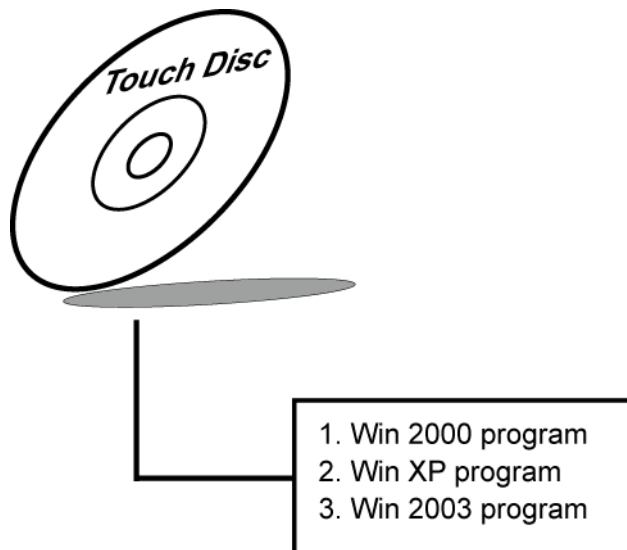 Touch Disc
1. Win 2000 program
2. Win XP program
3. Win 2003 program